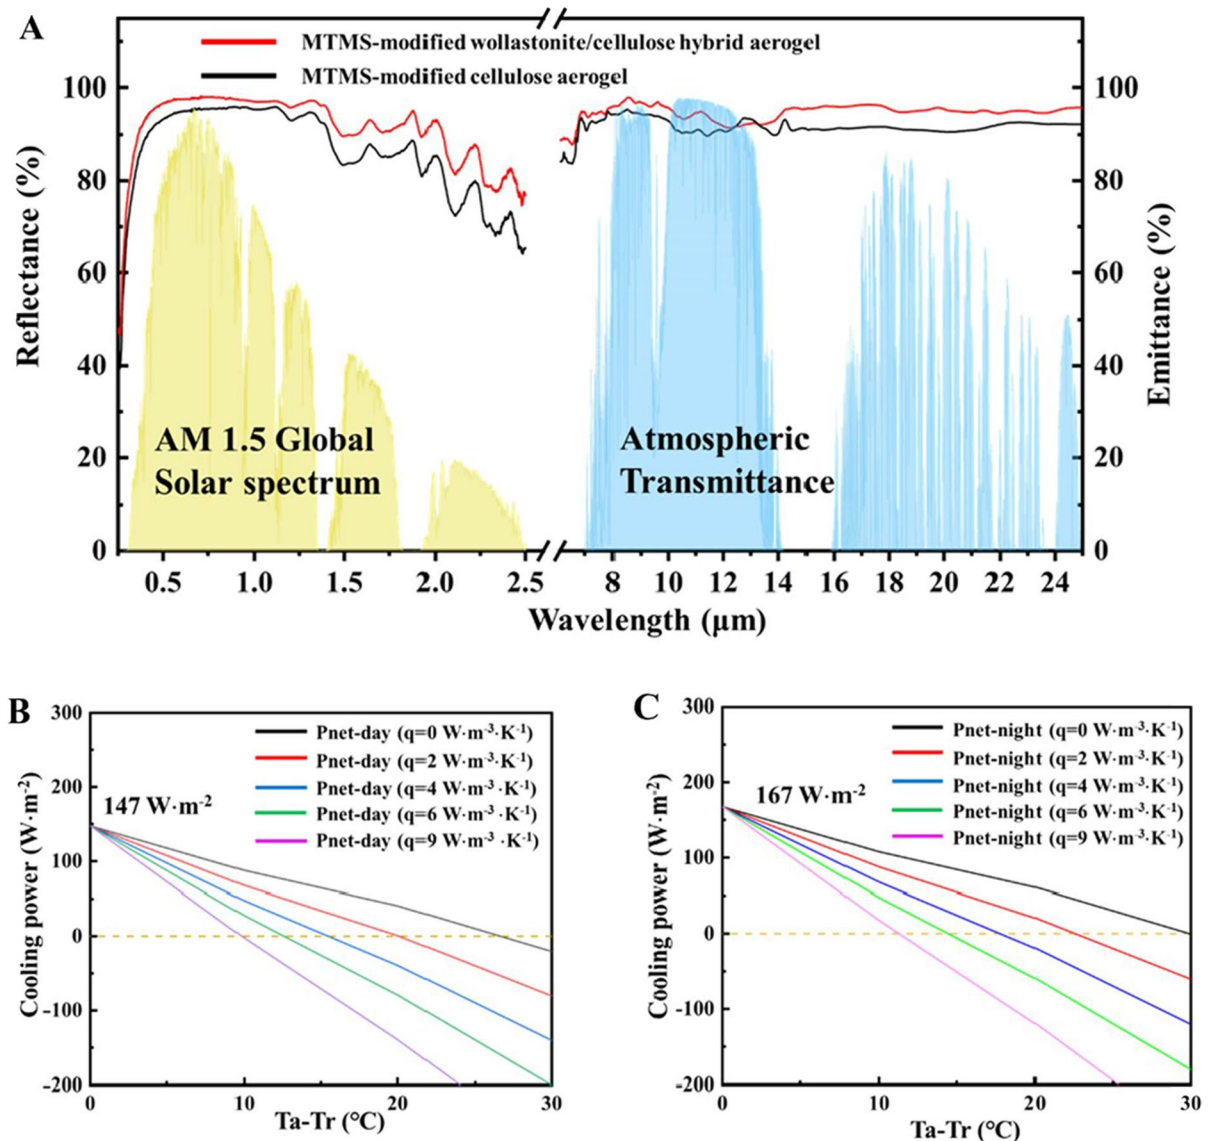 A
MTMS-modified wollastonite/cellulose hybrid aerogel
MTMS-modified cellulose aerogel
Reflectance (%)
100
80
60
40
20
0
AM 1.5 Global
Solar spectrum
Atmospheric
Transmittance
100
80
60
40
20
0
Emittance (%)
0.5 1.0 1.5 2.0 2.5 8 10 12 14 16 18 20 22 24
Wavelength (μm)
B
Cooling power (W·m⁻²)
300
200
100
0
-100
-200
Pnet-day (q=0 W·m⁻³·K⁻¹)
Pnet-day (q=2 W·m⁻³·K⁻¹)
Pnet-day (q=4 W·m⁻³ ·K⁻¹)
Pnet-day (q=6 W·m⁻³ ·K⁻¹)
Pnet-day (q=9 W·m⁻³ ·K⁻¹)
147 W·m⁻²
0 10 20 30
Ta-Tr (°C)
C
Cooling power (W·m⁻²)
300
200
100
0
-100
-200
Pnet-night (q=0 W·m⁻³·K⁻¹)
Pnet-night (q=2 W·m⁻³·K⁻¹)
Pnet-night (q=4 W·m⁻³·K⁻¹)
Pnet-night (q=6 W·m⁻³·K⁻¹)
Pnet-night (q=9 W·m⁻³·K⁻¹)
167 W·m⁻²
0 10 20 30
Ta-Tr (°C)